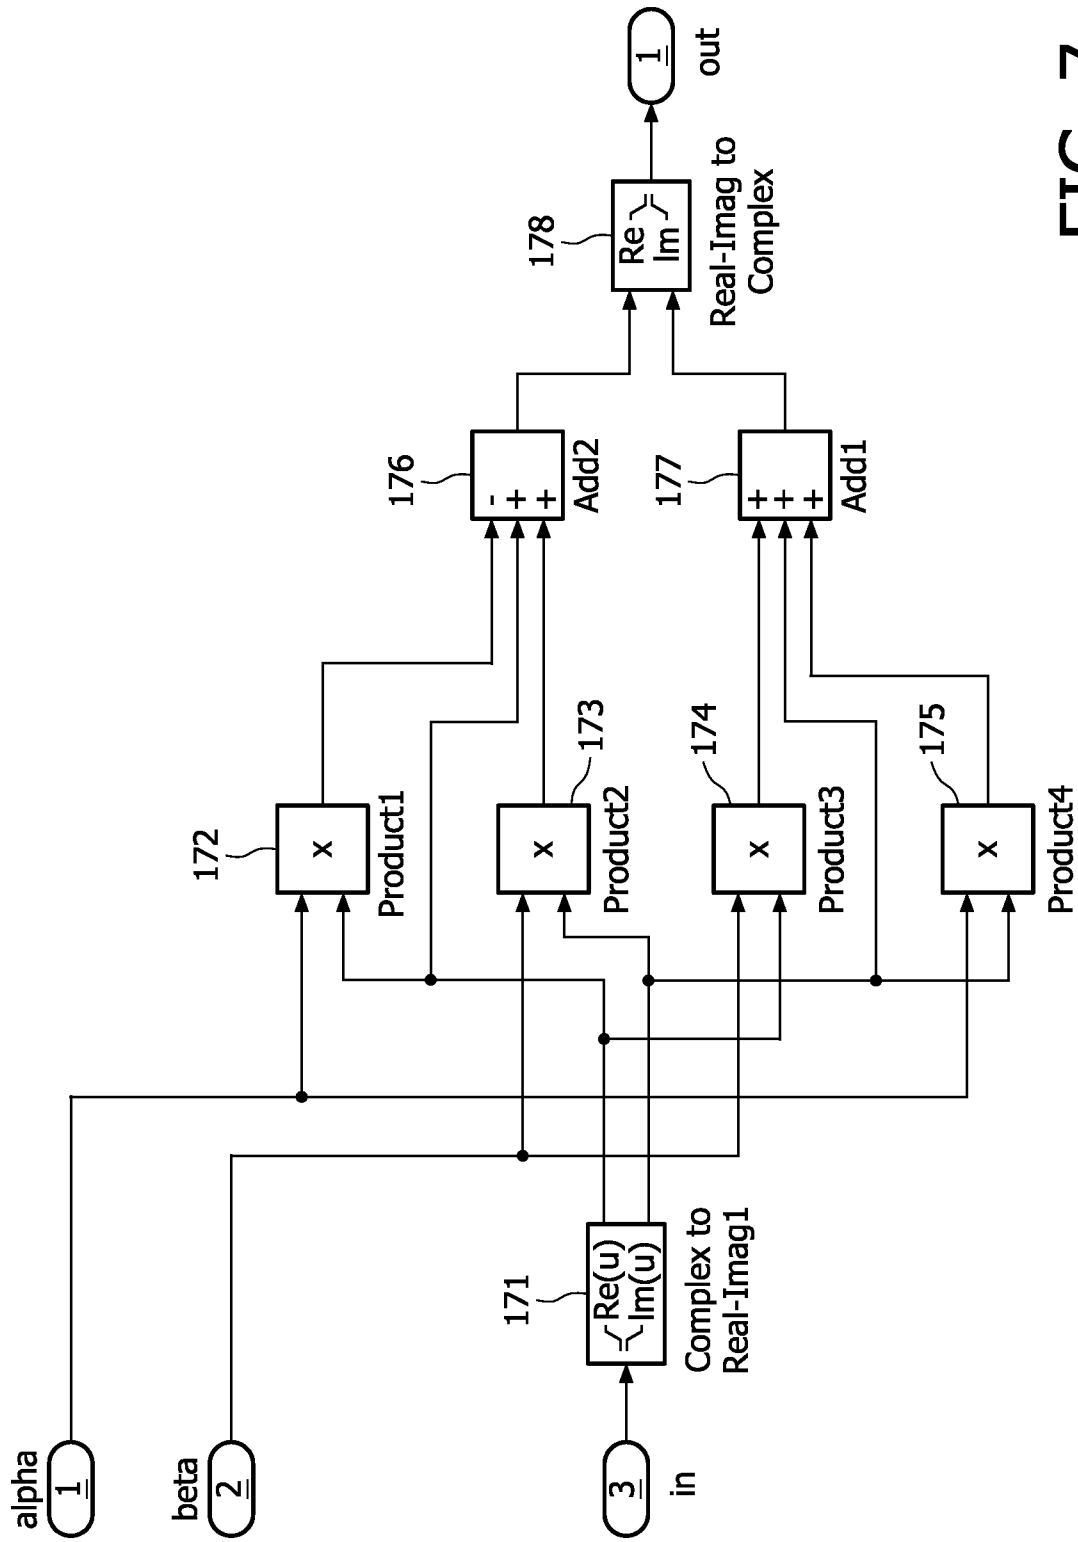 alpha
1
beta
2
3
in
171
Re(u)
Im(u)
Complex to
Real-Imag1
172
x
Product1
x
173
Product2
174
x
Product3
175
x
Product4
176
-
+
+
Add2
177
+
+
+
Add1
178
Re
Im
Real-Imag to
Complex
1
out